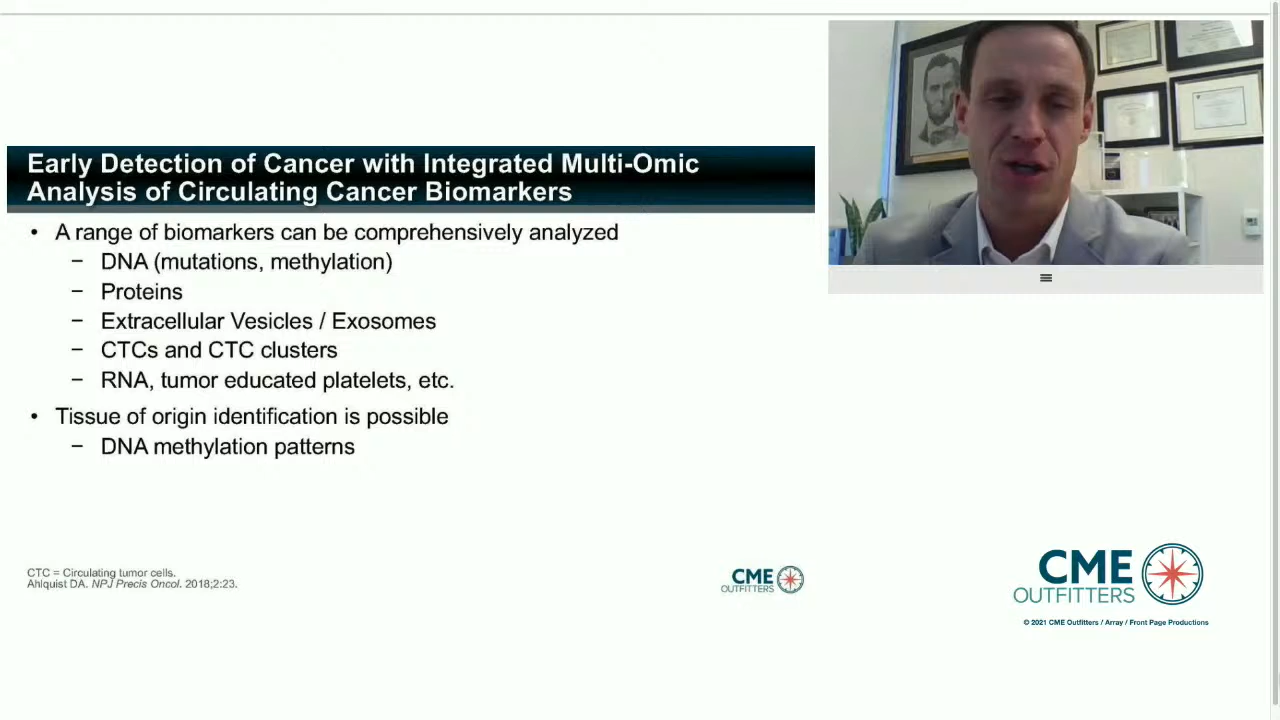 Early Detection of Cancer with Integrated Multi-Omic
Analysis of Circulating Cancer Biomarkers
• A range of biomarkers can be comprehensively analyzed
− DNA (mutations, methylation)
− Proteins
− Extracellular Vesicles / Exosomes
− CTCs and CTC clusters
− RNA, tumor educated platelets, etc.
• Tissue of origin identification is possible
− DNA methylation patterns
CTC = Circulating tumor cells.
Ahlquist DA. NPJ Precis Oncol. 2018;2:23.
CME
OUTFITTERS
CME
OUTFITTERS
© 2021 CME Outfitters / Array / Front Page Productions